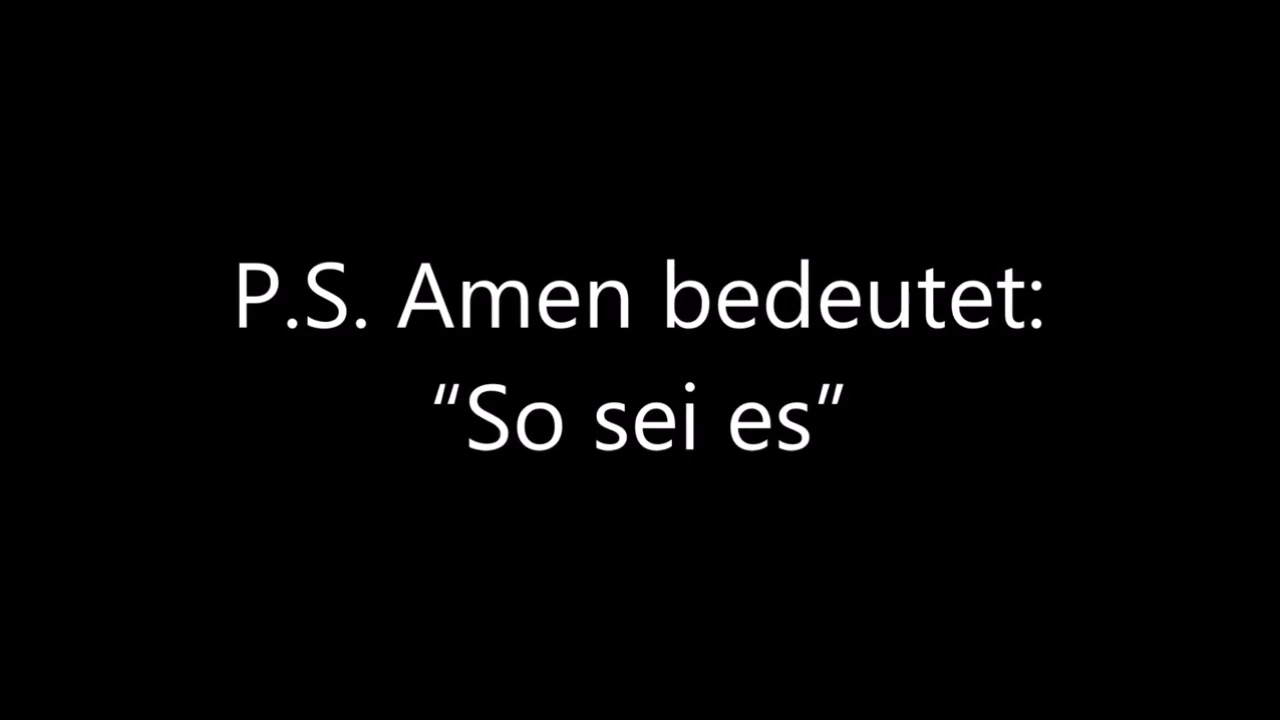 P.S. Amen bedeutet:
“So sei es”